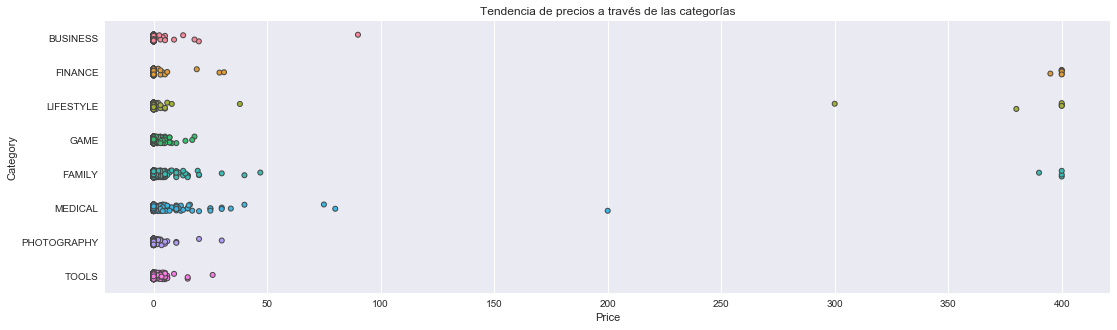 Tendencia de precios a través de las categorías
Category
BUSINESS
FINANCE
LIFESTYLE
GAME
FAMILY
MEDICAL
PHOTOGRAPHY
TOOLS
0 50 100 150 200 250 300 350 400
Price